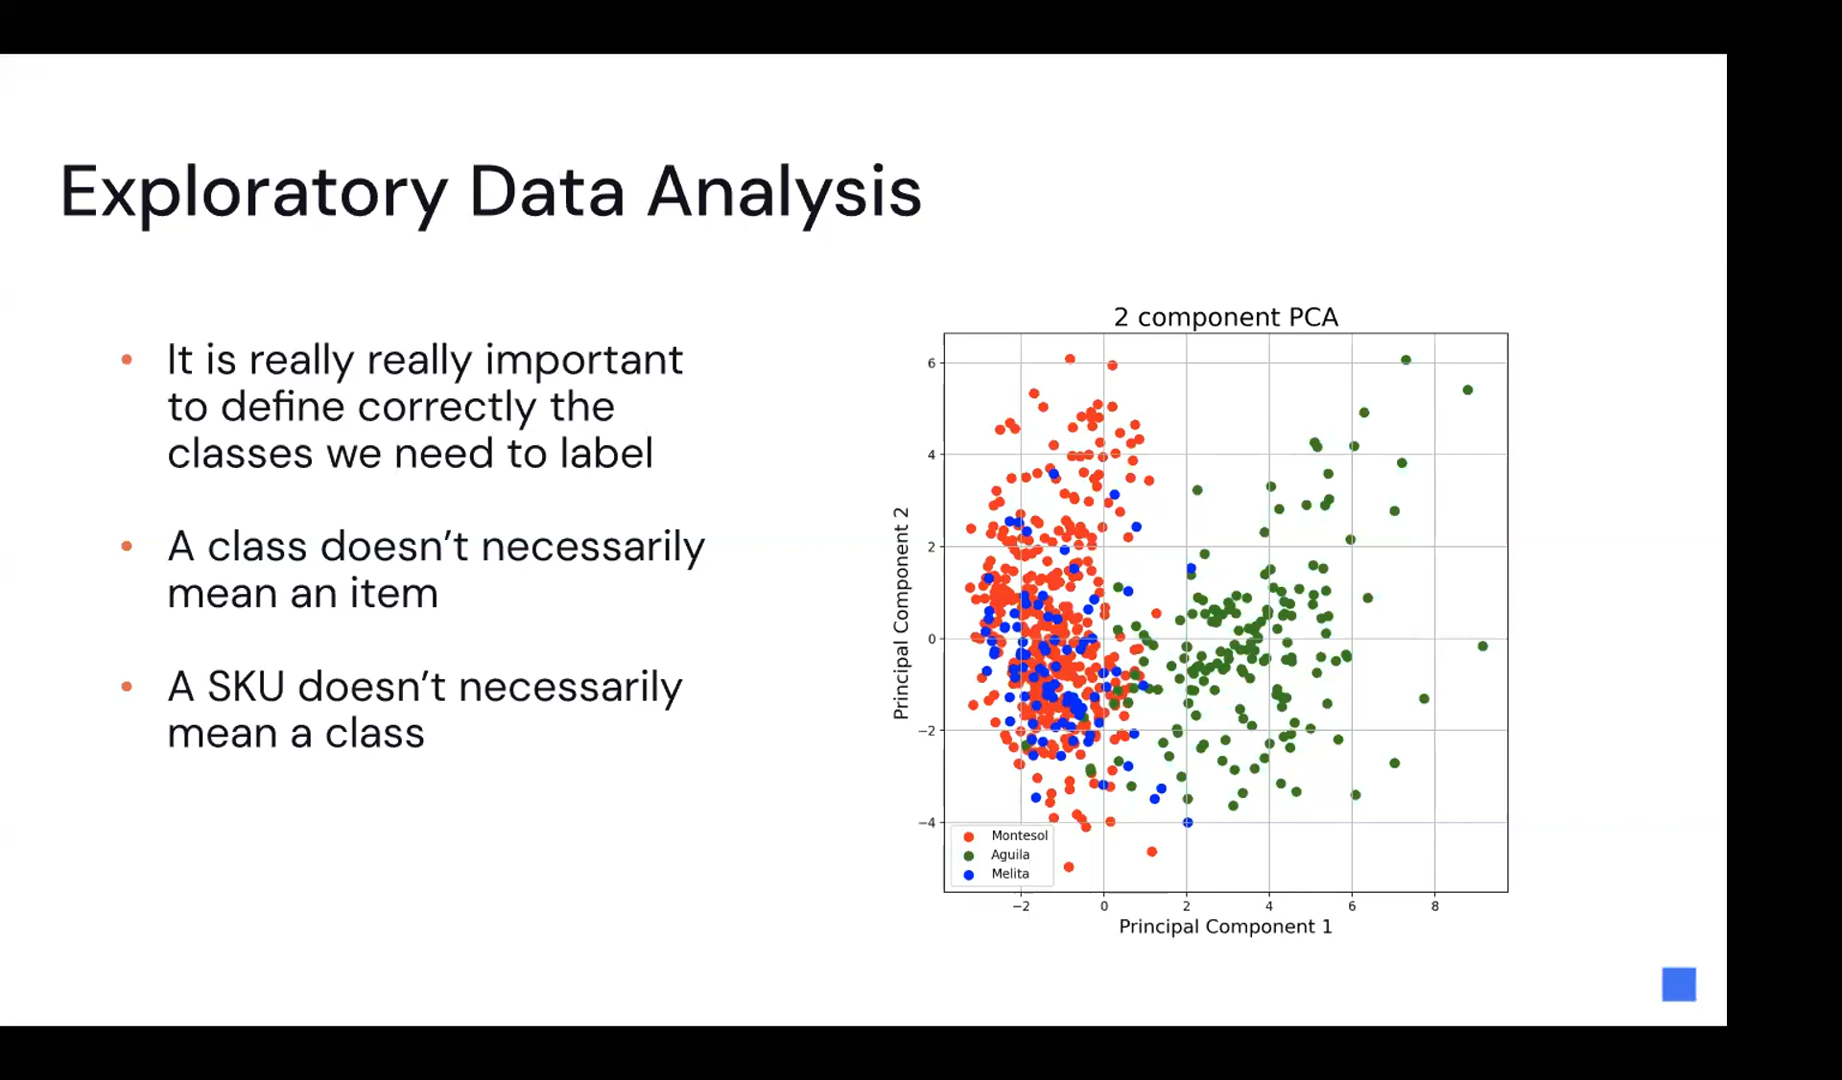 Exploratory Data Analysis
• It is really really important
to define correctly the
classes we need to label
• A class doesn’t necessarily
mean an item
• A SKU doesn’t necessarily
mean a class
2 component PCA
Principal Component 2
6
4
2
0
−2
−4
Montesol
Aguila
Melita
−2 0 2 4 6 8
Principal Component 1